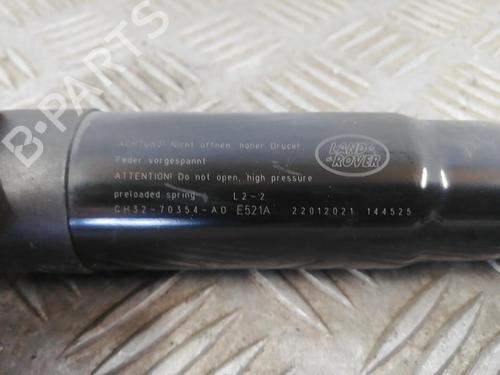 B-PARTS
ACHTUNG! Nicht öffnen, hoher Druck!
Feder vorgespannt
ATTENTION! Do not open, high pressure
preloaded spring L2-2
CH32-70354-AD E521A 22012021 144525
LAND
ROVER